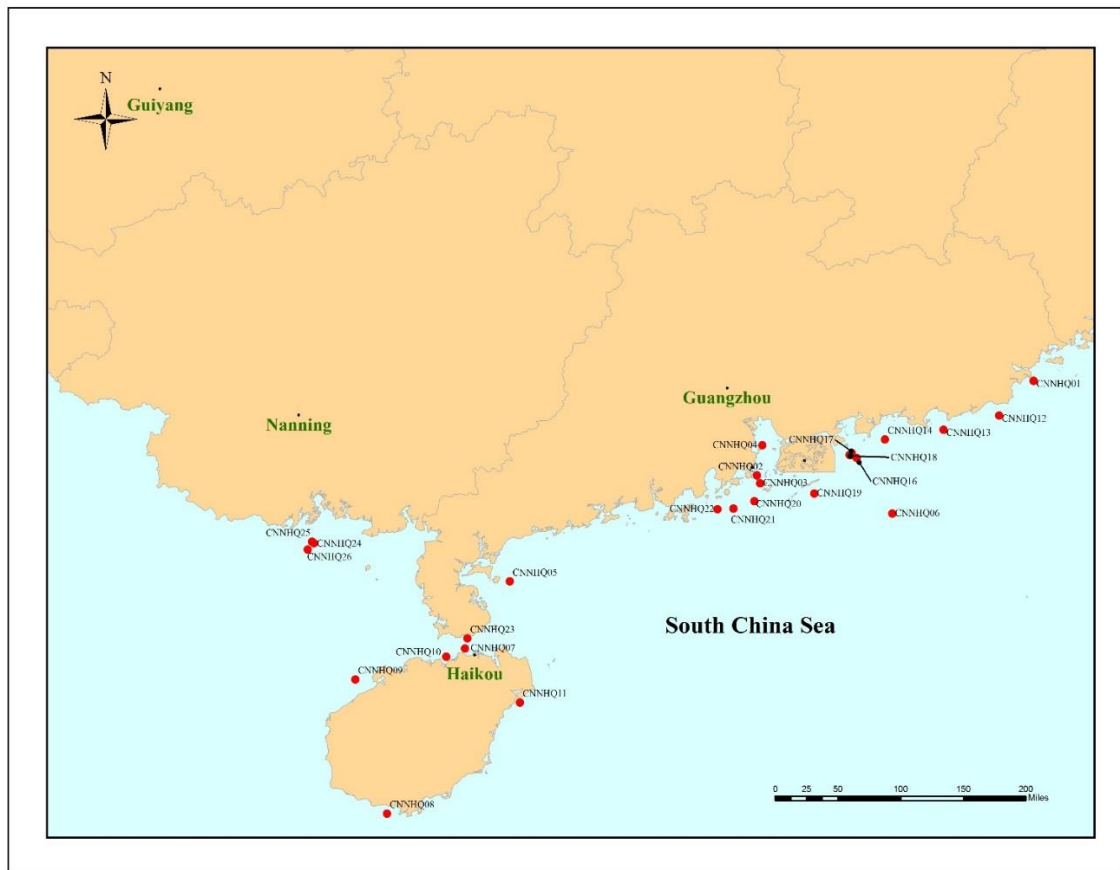 N
Guiyang
CNNHQ01
Guangzhou
CNNHQ12
Nanning
CNNHQ14
CNNHQ13
CNNHQ17
CNNHQ04
CNNHQ18
CNNHQ02
CNNHQ16
CNNHQ03
CNNHQ19
CNNHQ20
CNNHQ22
CNNHQ21
CNNHQ06
CNNHQ25
CNNHQ24
CNNHQ26
CNNHQ05
South China Sea
CNNHQ23
CNNHQ10
CNNHQ07
Haikou
CNNHQ09
CNNHQ11
0 25 50 100 150 200
Miles
CNNHQ08